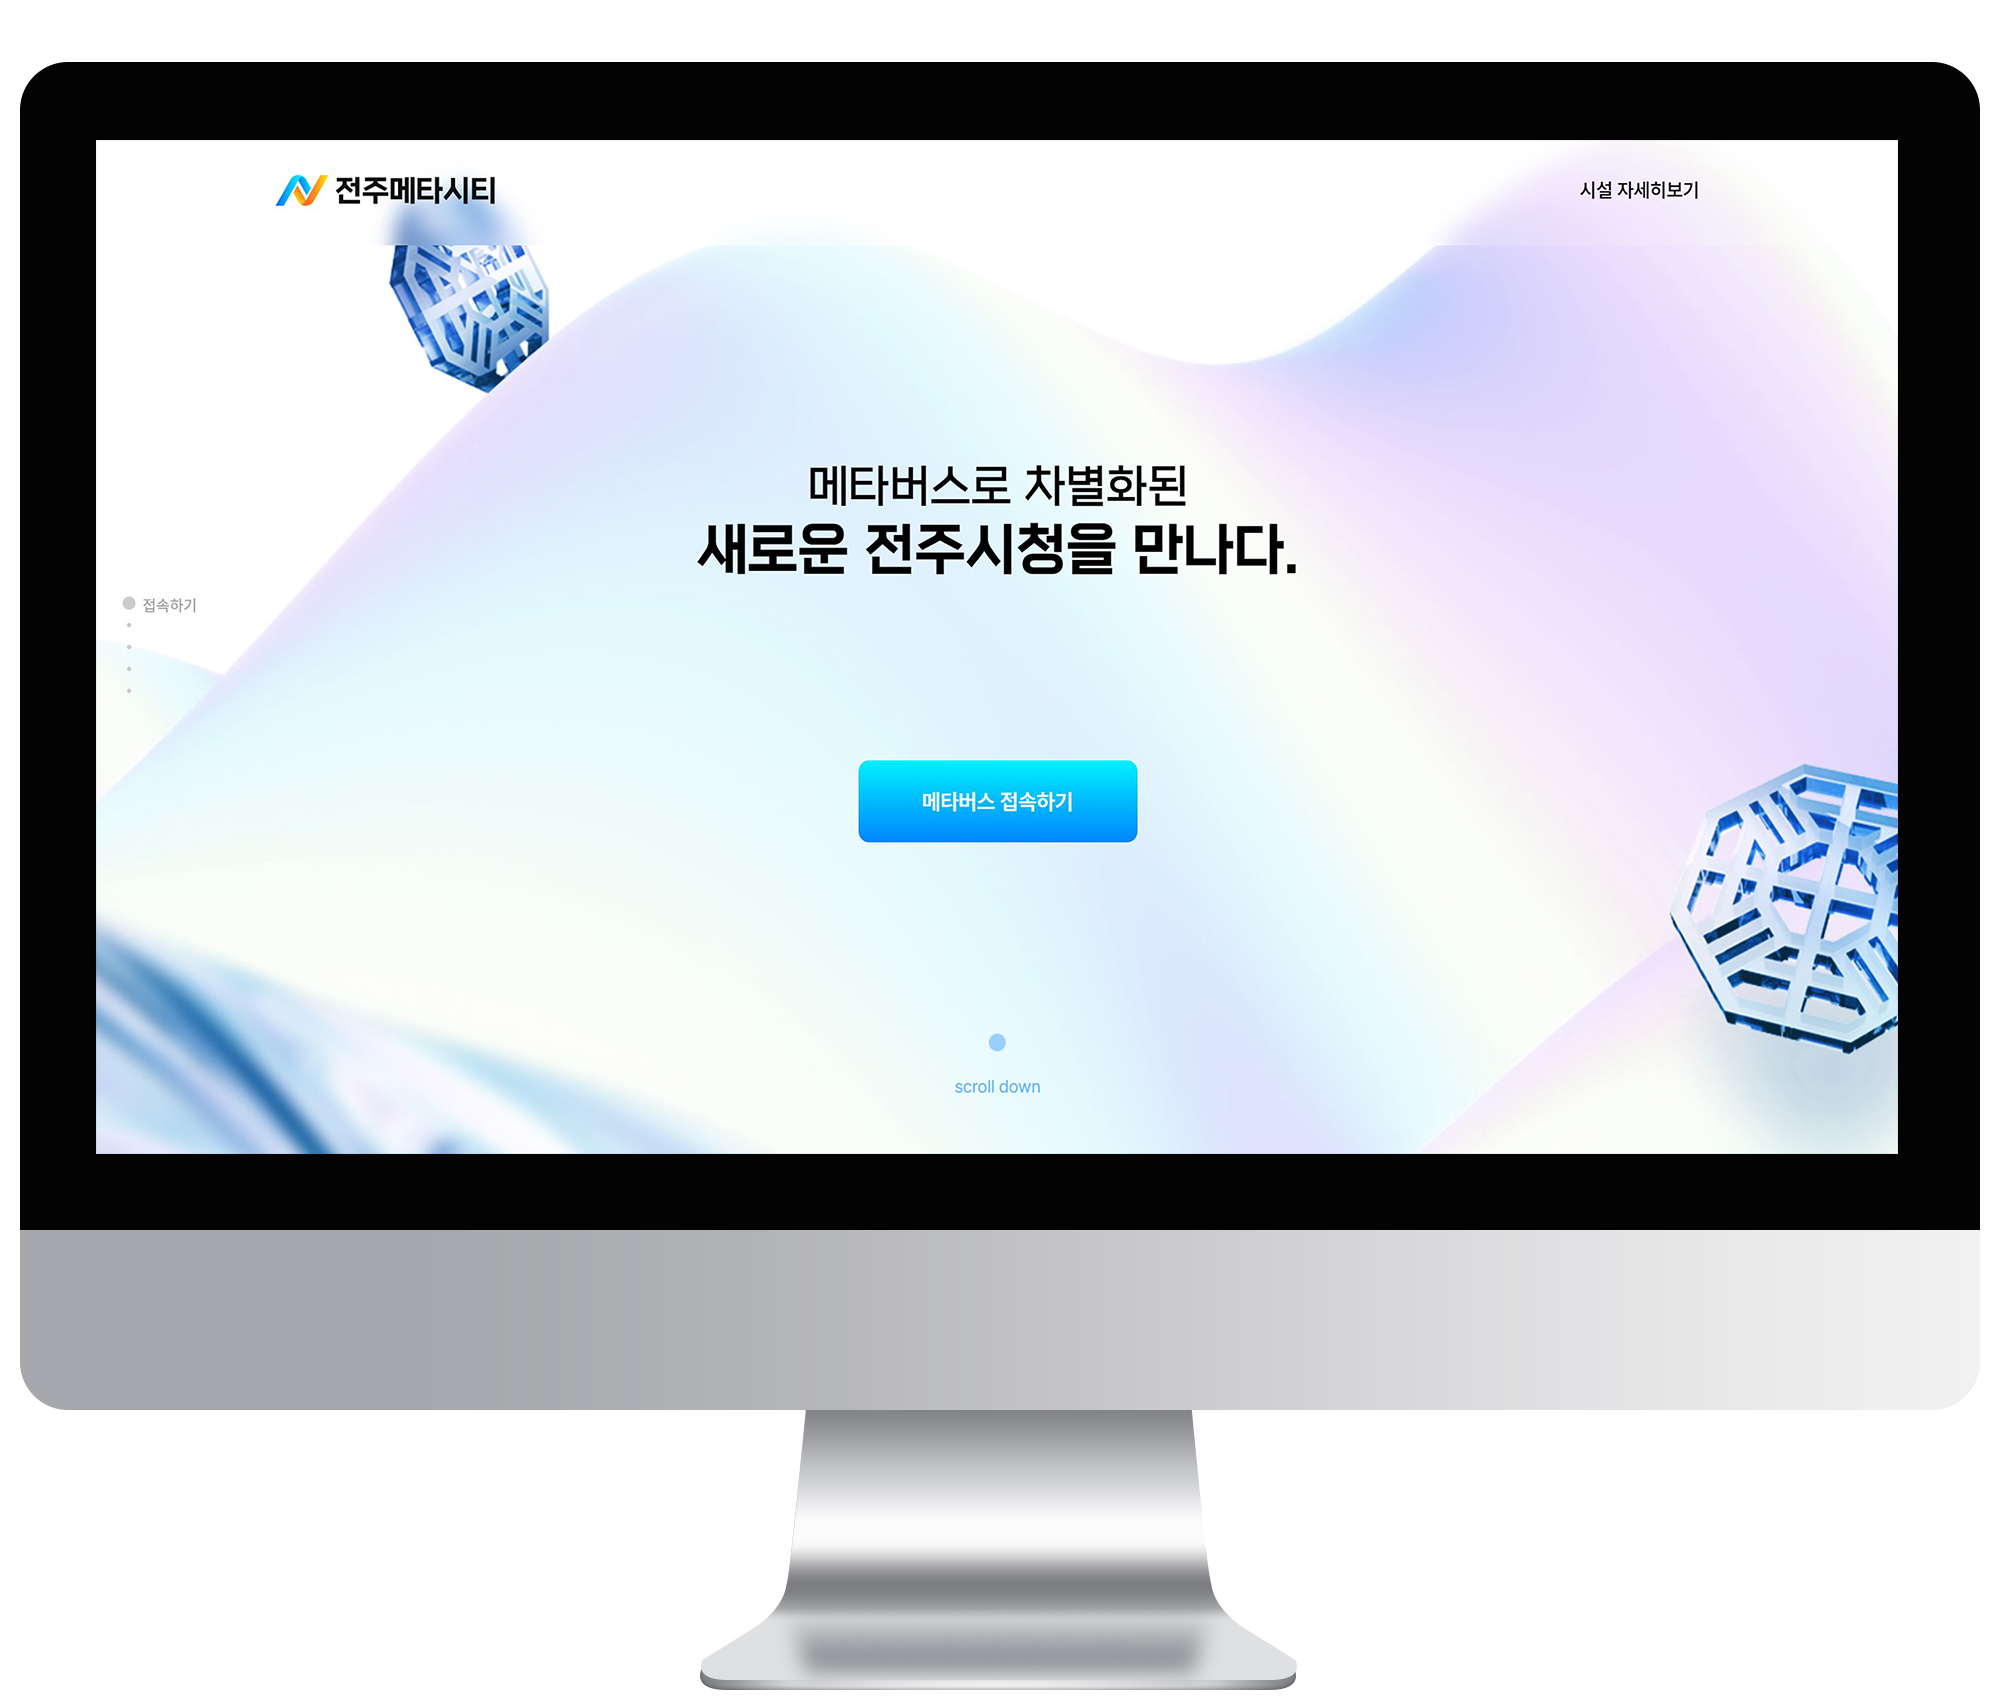 전주메타시티
시설 자세히보기
메타버스로 차별화된
새로운 전주시청을 만나다.
접속하기
메타버스 접속하기
scroll down